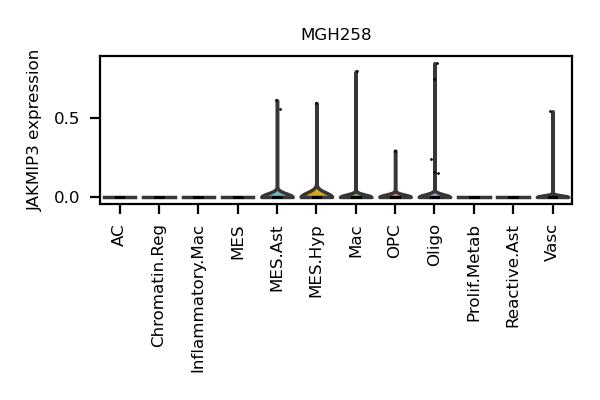 MGH258
JAKMIP3 expression
0.5
0.0
AC
Chromatin.Reg
Inflammatory.Mac
MES
MES.Ast
MES.Hyp
Mac
OPC
Oligo
Prolif.Metab
Reactive.Ast
Vasc